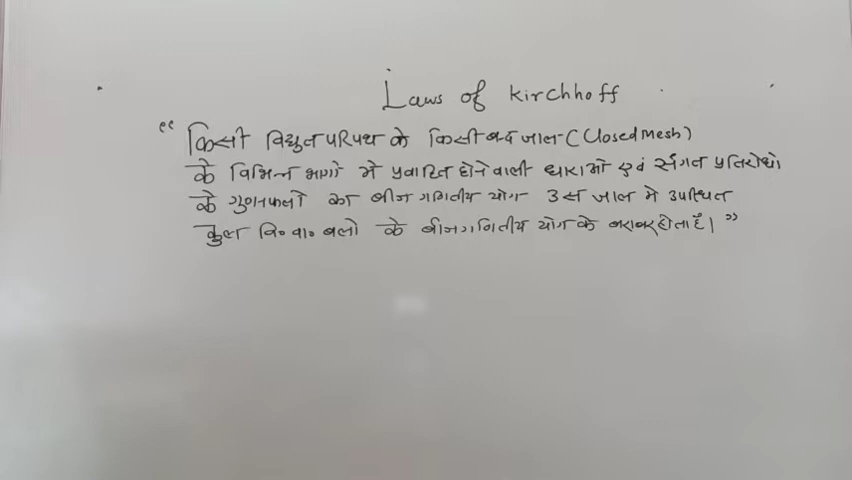 Laws of Kirchhoff
“किसी विद्युत परिपथ के किसी बन्द जाल (Closed Mesh)
के विभिन्न भागो मे प्रवाहित होने वाली धाराओ एवं संगत प्रतिरोधो
के गुणनफलो का बीजगणितीय योग उस जाल मे उपस्थित
कुल वि० वा० बलो के बीजगणितीय योग के बराबर होता है।”